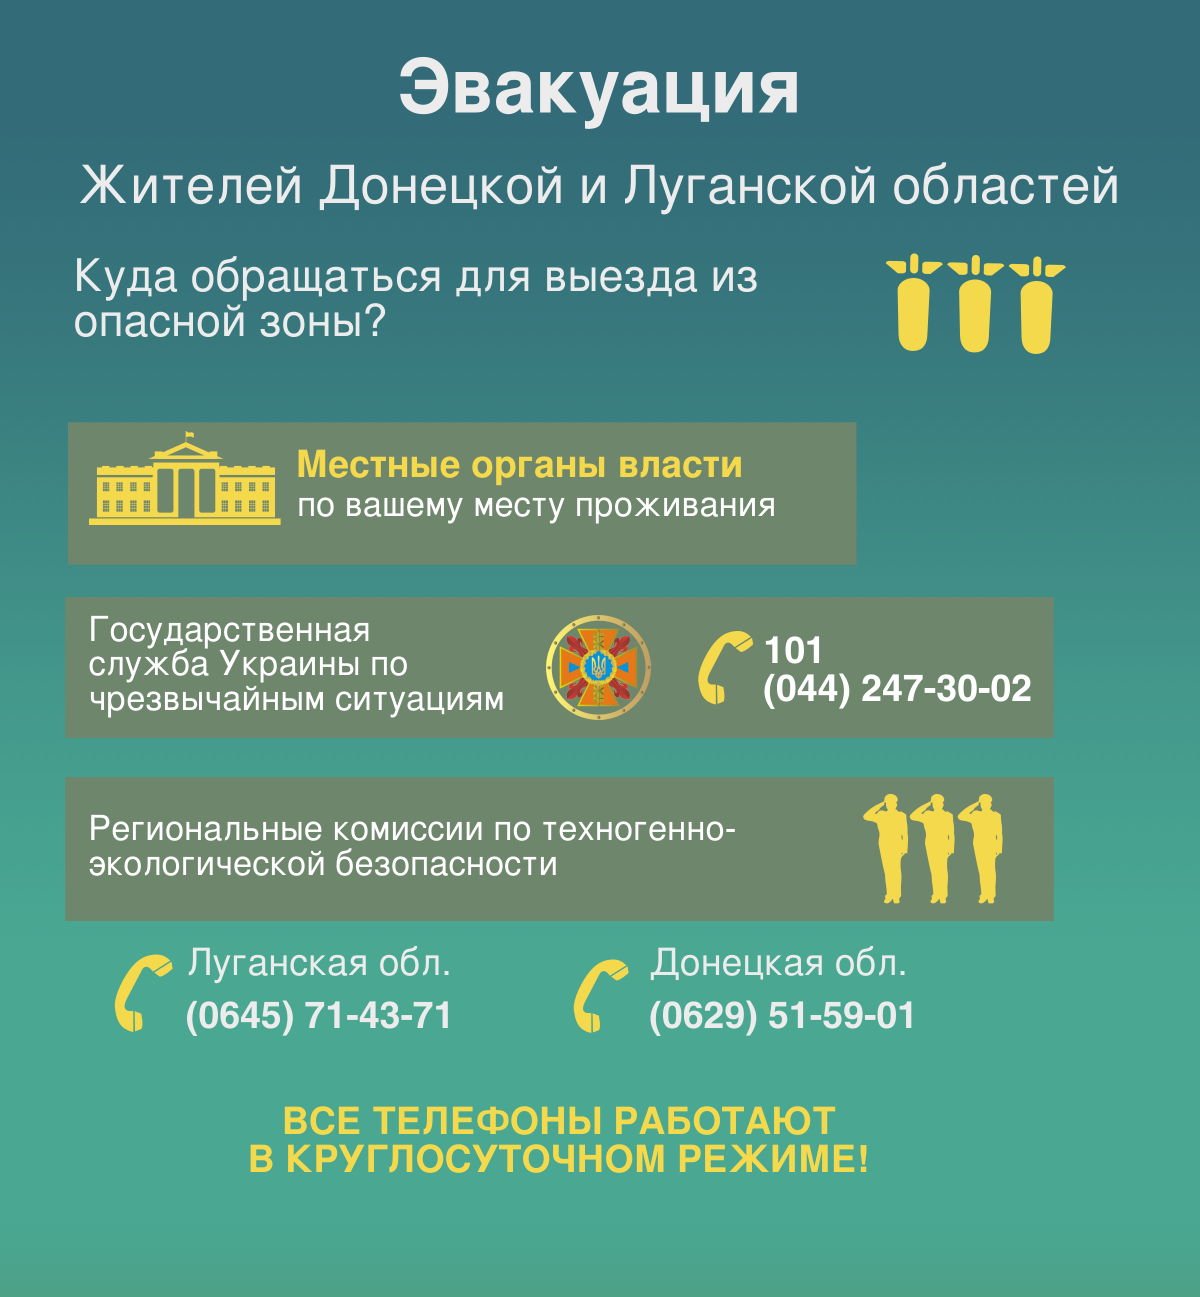 Эвакуация
Жителей Донецкой и Луганской областей
Куда обращаться для выезда из
опасной зоны?
Местные органы власти
по вашему месту проживания
Государственная
служба Украины по
чрезвычайным ситуациям
101
(044) 247-30-02
Региональные комиссии по техногенно-
экологической безопасности
Луганская обл.
(0645) 71-43-71
Донецкая обл.
(0629) 51-59-01
ВСЕ ТЕЛЕФОНЫ РАБОТАЮТ
В КРУГЛОСУТОЧНОМ РЕЖИМЕ!